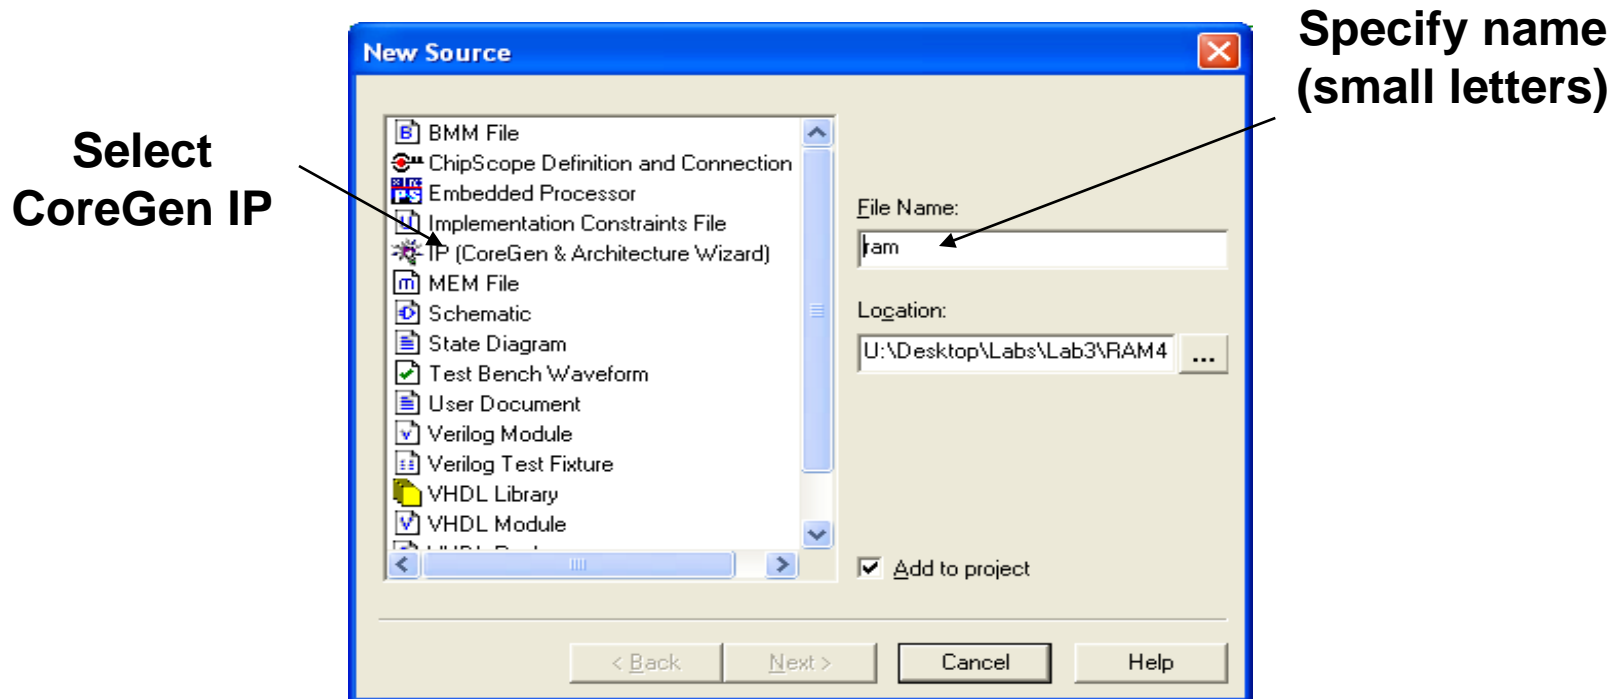 Specify name
(small letters)
Select
CoreGen IP
New Source
BMM File
ChipScope Definition and Connection
Embedded Processor
Implementation Constraints File
IP (CoreGen & Architecture Wizard)
MEM File
Schematic
State Diagram
Test Bench Waveform
User Document
Verilog Module
Verilog Test Fixture
VHDL Library
VHDL Module
File Name:
ram
Location:
U:\Desktop\Labs\Lab3\RAM4
...
Add to project
< Back
Next >
Cancel
Help